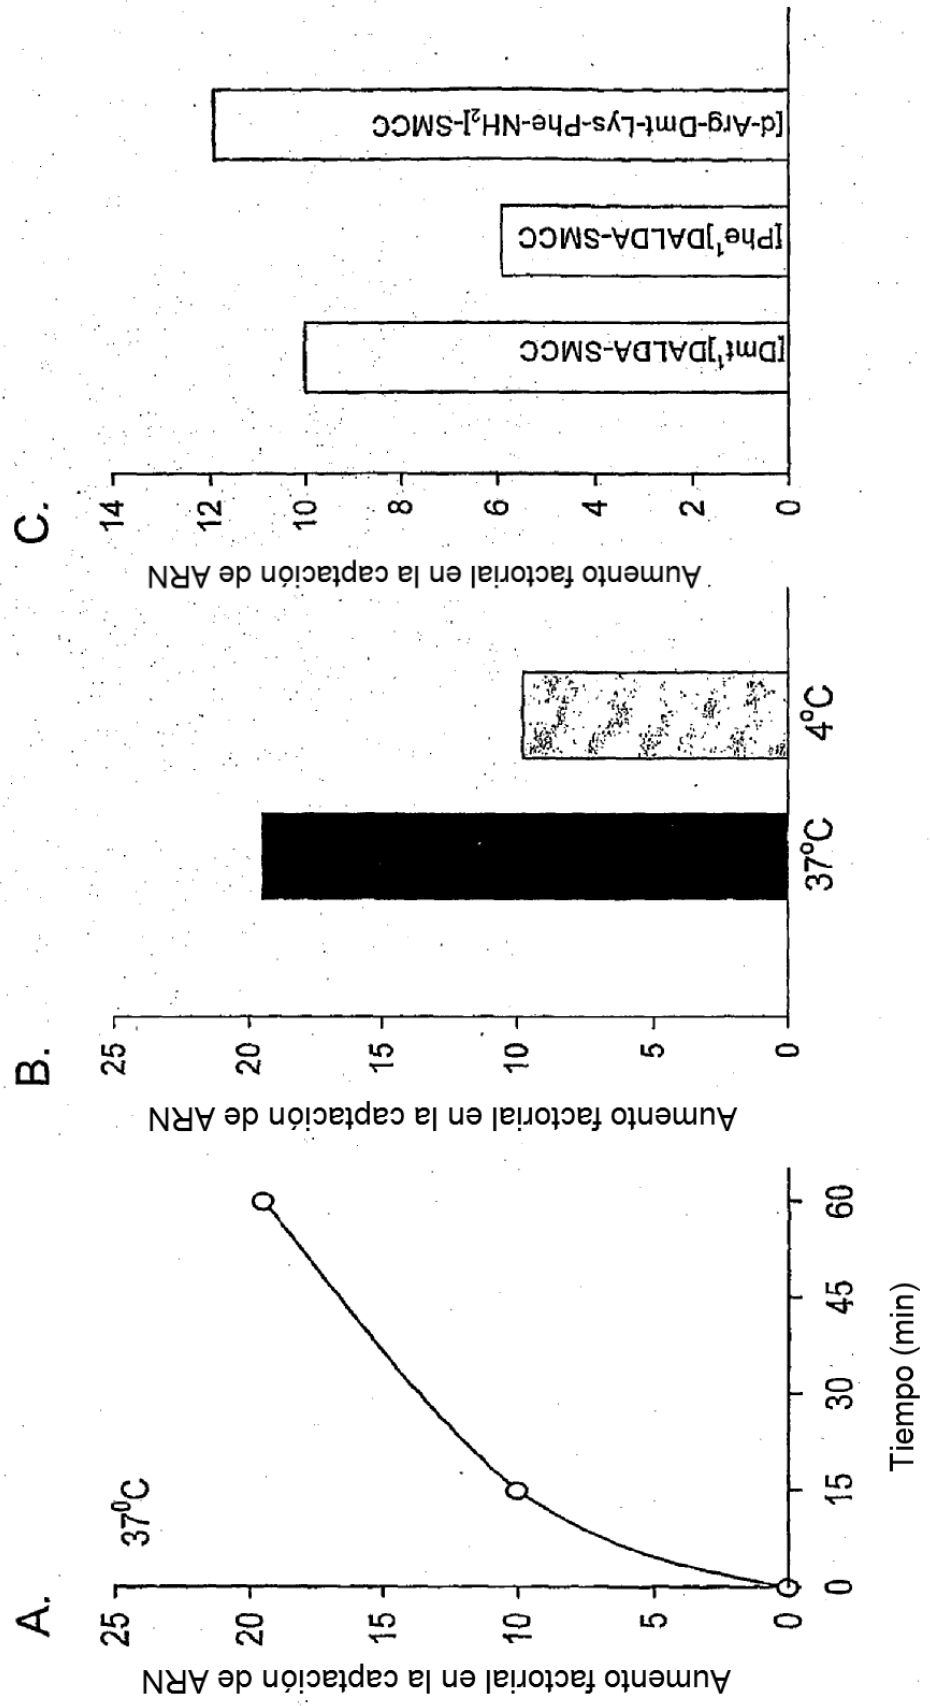 A.
37⁰C
Aumento factorial en la captación de ARN
25
20
15
10
5
0
0 15 30 45 60
Tiempo (min)
B.
Aumento factorial en la captación de ARN
25
20
15
10
5
0
37ºC 4ºC
C.
Aumento factorial en la captación de ARN
14
12
10
8
6
4
2
0
[Dmt¹]DALDA-SMCC
[Phe¹]DALDA-SMCC
[d-Arg-Dmt-Lys-Phe-NH₂]-SMCC